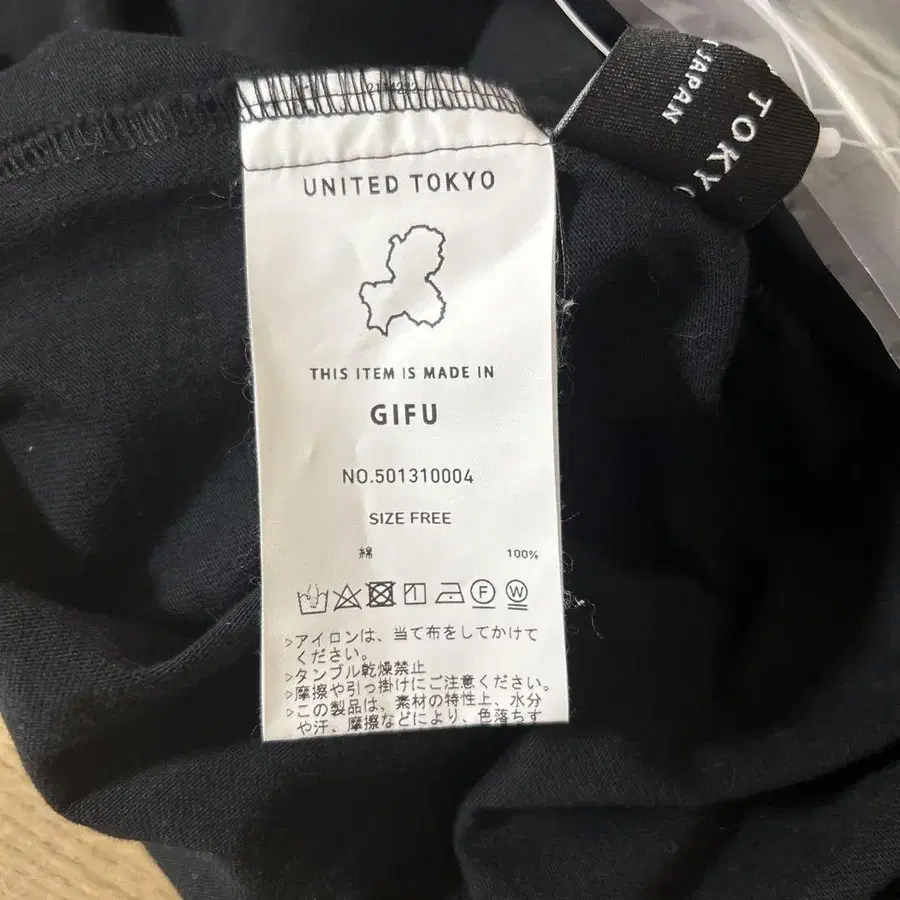 JAPAN
TOKY
UNITED TOKYO
THIS ITEM IS MADE IN
GIFU
NO.501310004
SIZE FREE
綿 100%
F W
>アイロンは、当て布をしてかけて
ください。
>タンブル乾燥禁止
>摩擦や引っ掛けにご注意ください。
>この製品は、素材の特性上、水分
や汗、摩擦などにより、色落ちす